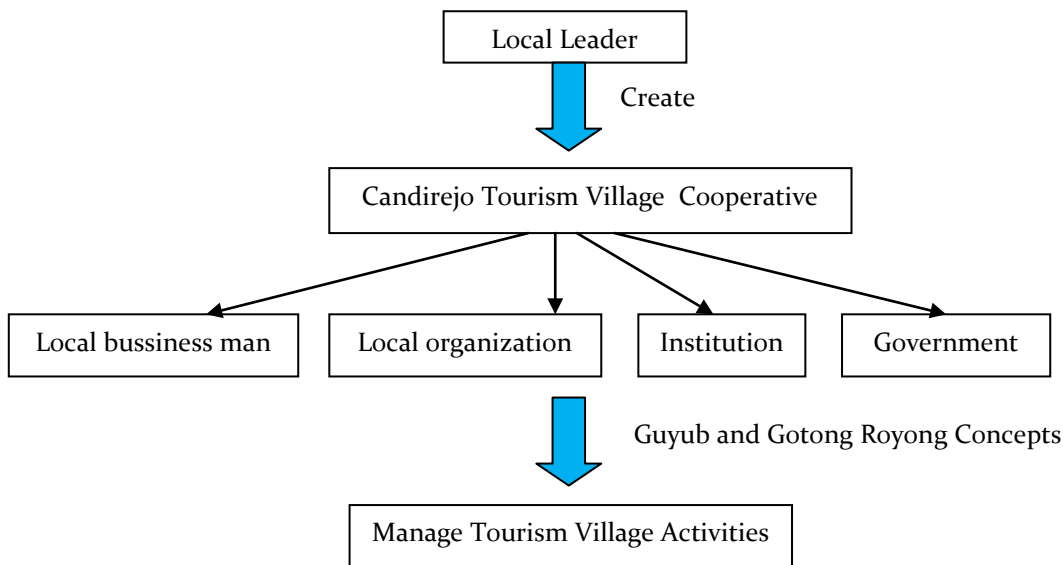 Local Leader
Create
Candirejo Tourism Village Cooperative
Local bussiness man
Local organization
Institution
Government
Guyub and Gotong Royong Concepts
Manage Tourism Village Activities